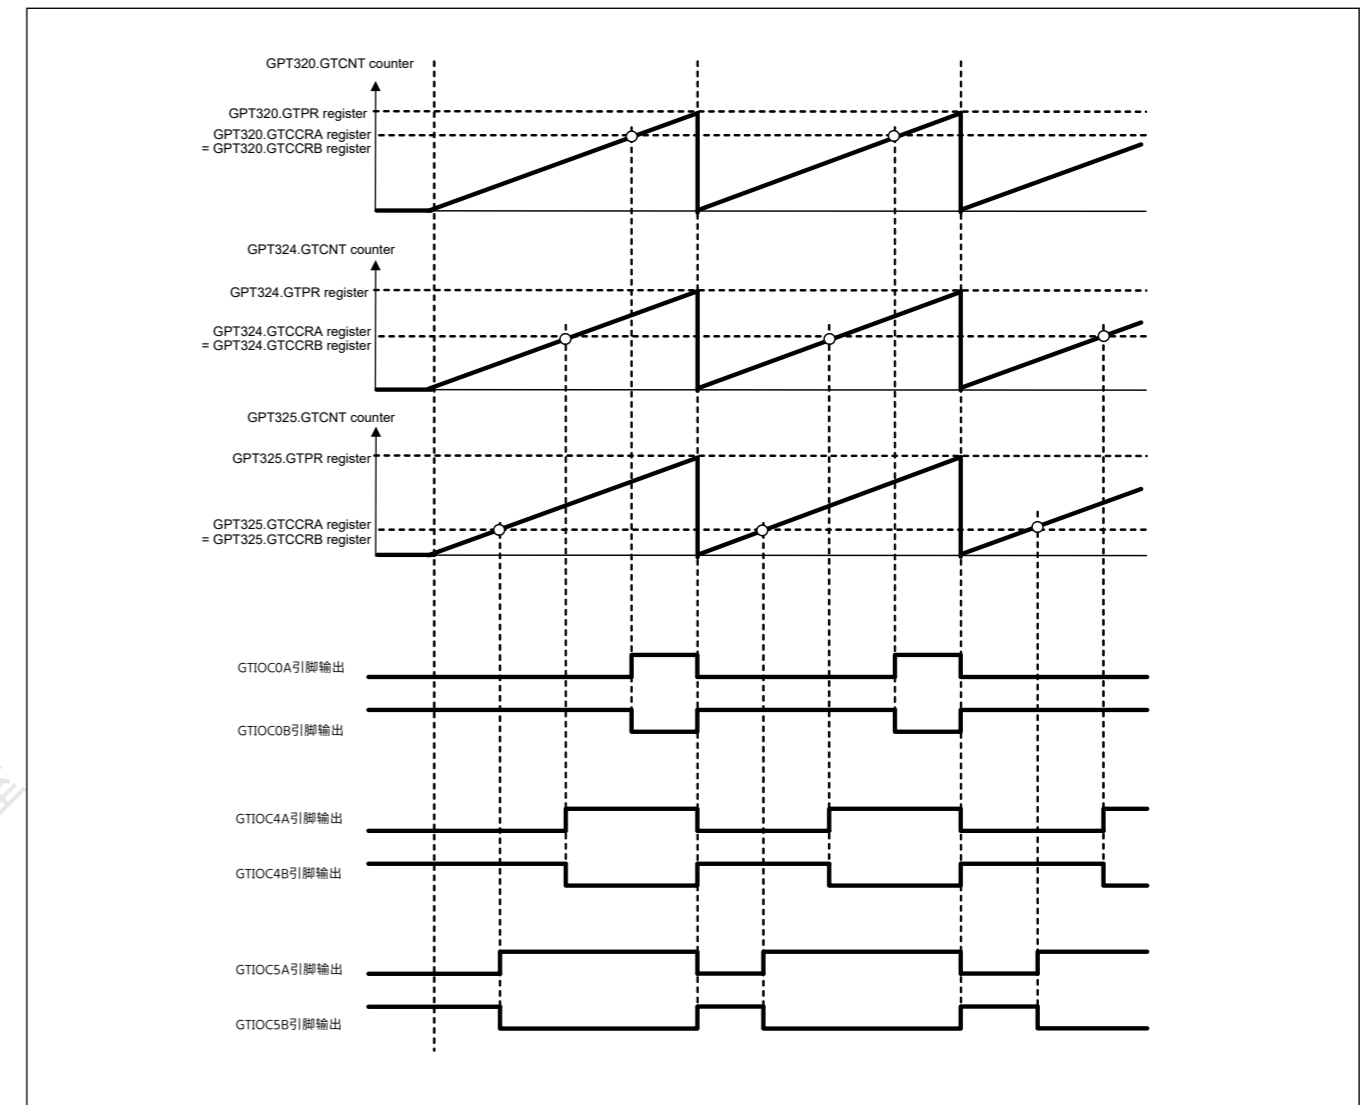 GPT320.GTCNT counter
GPT320.GTPR register
GPT320.GTCCRA register
= GPT320.GTCCRB register
GPT324.GTCNT counter
GPT324.GTPR register
GPT324.GTCCRA register
= GPT324.GTCCRB register
GPT325.GTCNT counter
GPT325.GTPR register
GPT325.GTCCRA register
= GPT325.GTCCRB register
GTIOC0A引脚输出
GTIOC0B引脚输出
GTIOC4A引脚输出
GTIOC4B引脚输出
GTIOC5A引脚输出
GTIOC5B引脚输出